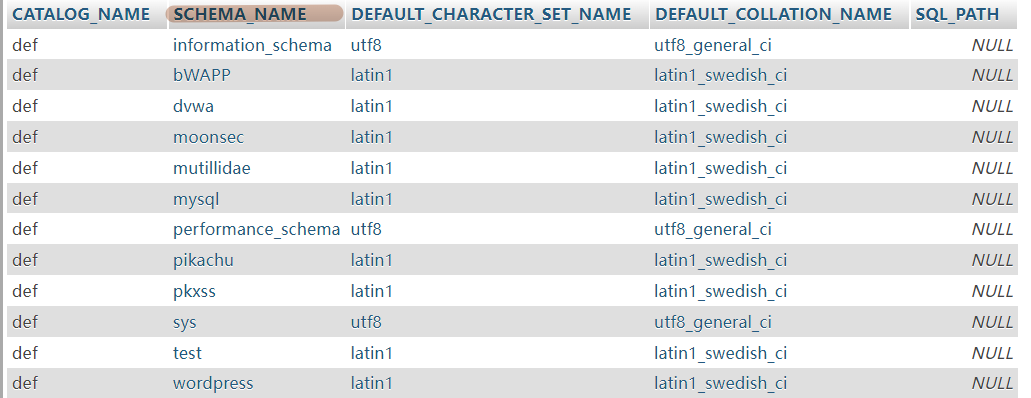 CATALOG_NAME SCHEMA_NAME DEFAULT_CHARACTER_SET_NAME DEFAULT_COLLATION_NAME SQL_PATH
def information_schema utf8 utf8_general_ci NULL
def bWAPP latin1 latin1_swedish_ci NULL
def dvwa latin1 latin1_swedish_ci NULL
def moonsec latin1 latin1_swedish_ci NULL
def mutillidae latin1 latin1_swedish_ci NULL
def mysql latin1 latin1_swedish_ci NULL
def performance_schema utf8 utf8_general_ci NULL
def pikachu latin1 latin1_swedish_ci NULL
def pkxss latin1 latin1_swedish_ci NULL
def sys utf8 utf8_general_ci NULL
def test latin1 latin1_swedish_ci NULL
def wordpress latin1 latin1_swedish_ci NULL